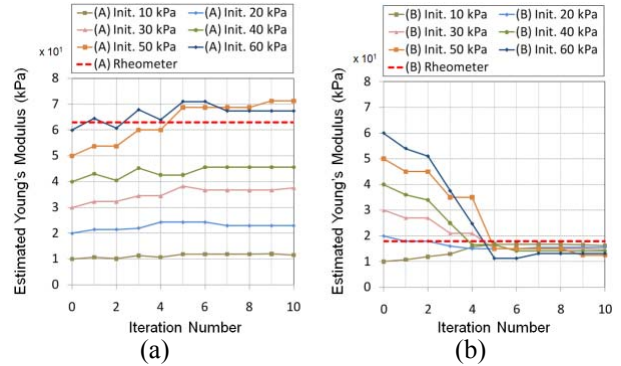 (A) Init. 10 kPa (A) Init. 20 kPa
(A) Init. 30 kPa (A) Init. 40 kPa
(A) Init. 50 kPa (A) Init. 60 kPa
(A) Rheometer
x 10¹
Estimated Young's Modulus (kPa)
8
7
6
5
4
3
2
1
0
0 2 4 6 8 10
Iteration Number
(a)
(B) Init. 10 kPa (B) Init. 20 kPa
(B) Init. 30 kPa (B) Init. 40 kPa
(B) Init. 50 kPa (B) Init. 60 kPa
(B) Rheometer
x 10¹
Estimated Young's Modulus (kPa)
8
7
6
5
4
3
2
1
0
0 2 4 6 8 10
Iteration Number
(b)